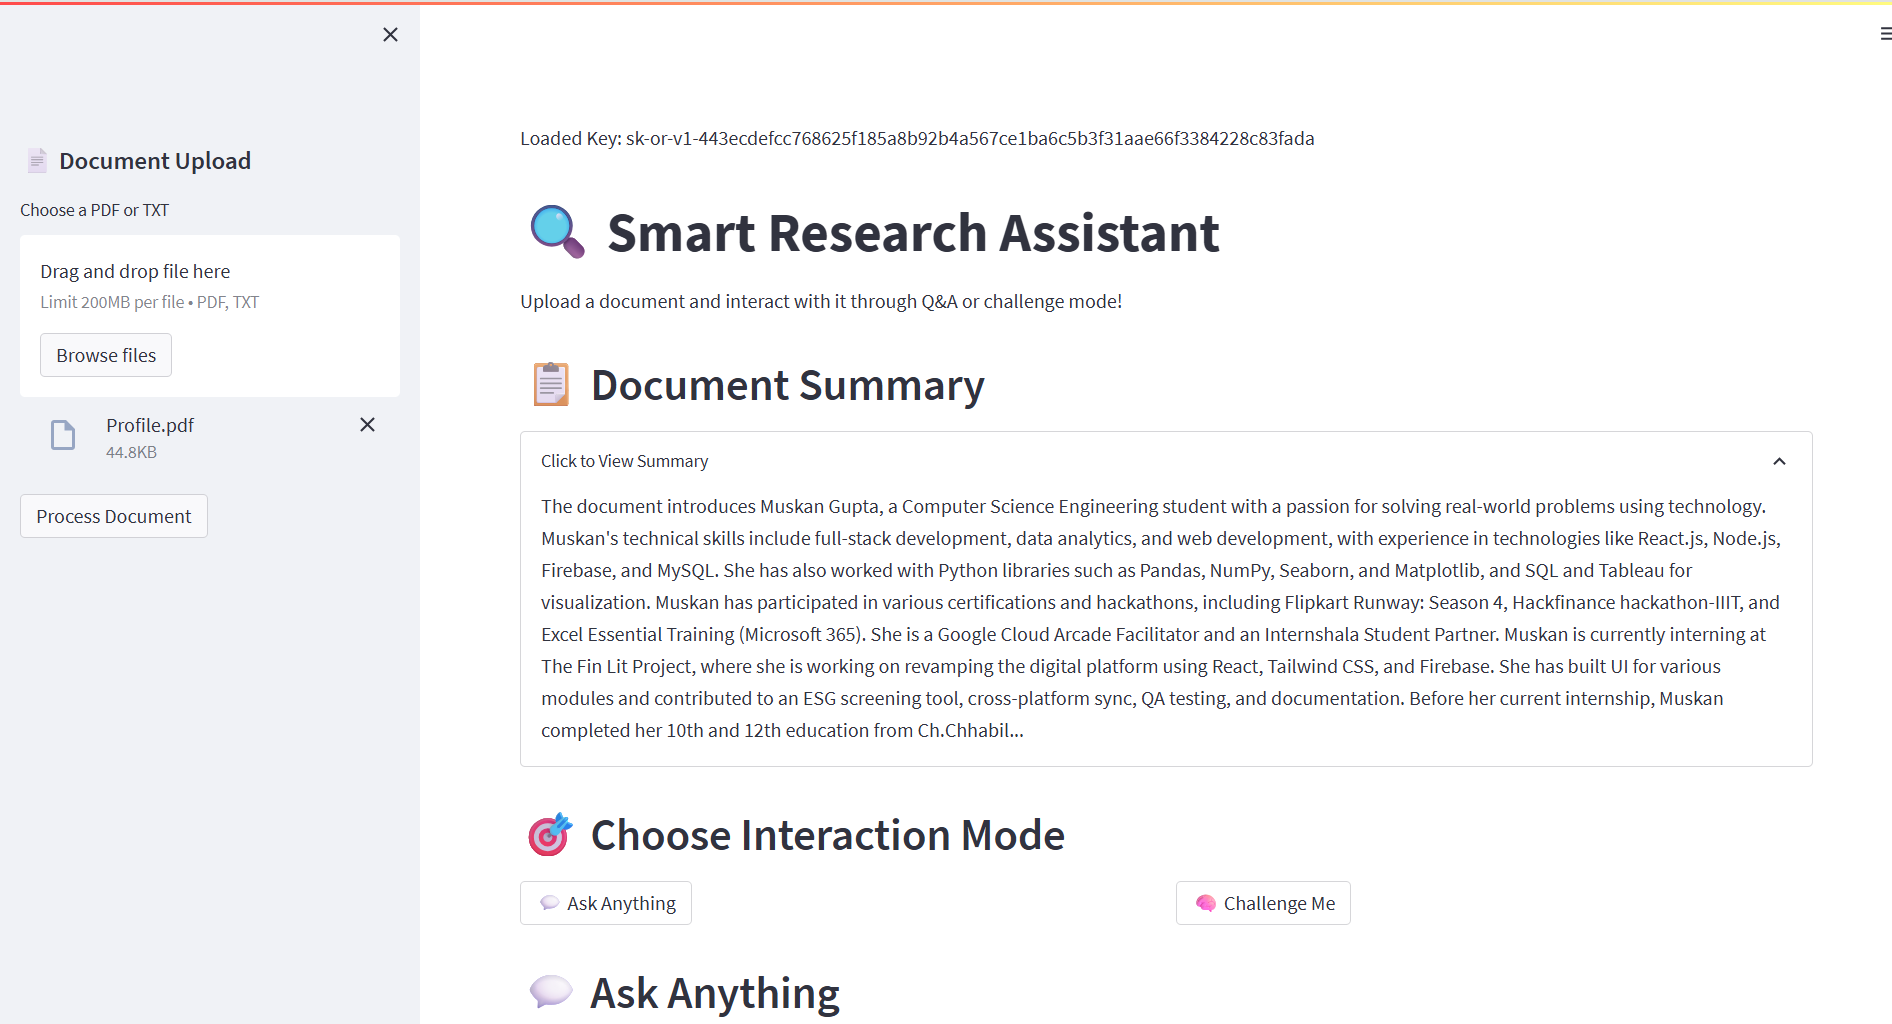 Document Upload
Choose a PDF or TXT
Drag and drop file here
Limit 200MB per file • PDF, TXT
Browse files
Profile.pdf
44.8KB
Process Document
Loaded Key: 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
Smart Research Assistant
Upload a document and interact with it through Q&A or challenge mode!
Document Summary
Click to View Summary
The document introduces Muskan Gupta, a Computer Science Engineering student with a passion for solving real-world problems using technology.
Muskan's technical skills include full-stack development, data analytics, and web development, with experience in technologies like React.js, Node.js,
Firebase, and MySQL. She has also worked with Python libraries such as Pandas, NumPy, Seaborn, and Matplotlib, and SQL and Tableau for
visualization. Muskan has participated in various certifications and hackathons, including Flipkart Runway: Season 4, Hackfinance hackathon-IIIT, and
Excel Essential Training (Microsoft 365). She is a Google Cloud Arcade Facilitator and an Internshala Student Partner. Muskan is currently interning at
The Fin Lit Project, where she is working on revamping the digital platform using React, Tailwind CSS, and Firebase. She has built UI for various
modules and contributed to an ESG screening tool, cross-platform sync, QA testing, and documentation. Before her current internship, Muskan
completed her 10th and 12th education from Ch.Chhabil...
Choose Interaction Mode
Ask Anything
Challenge Me
Ask Anything